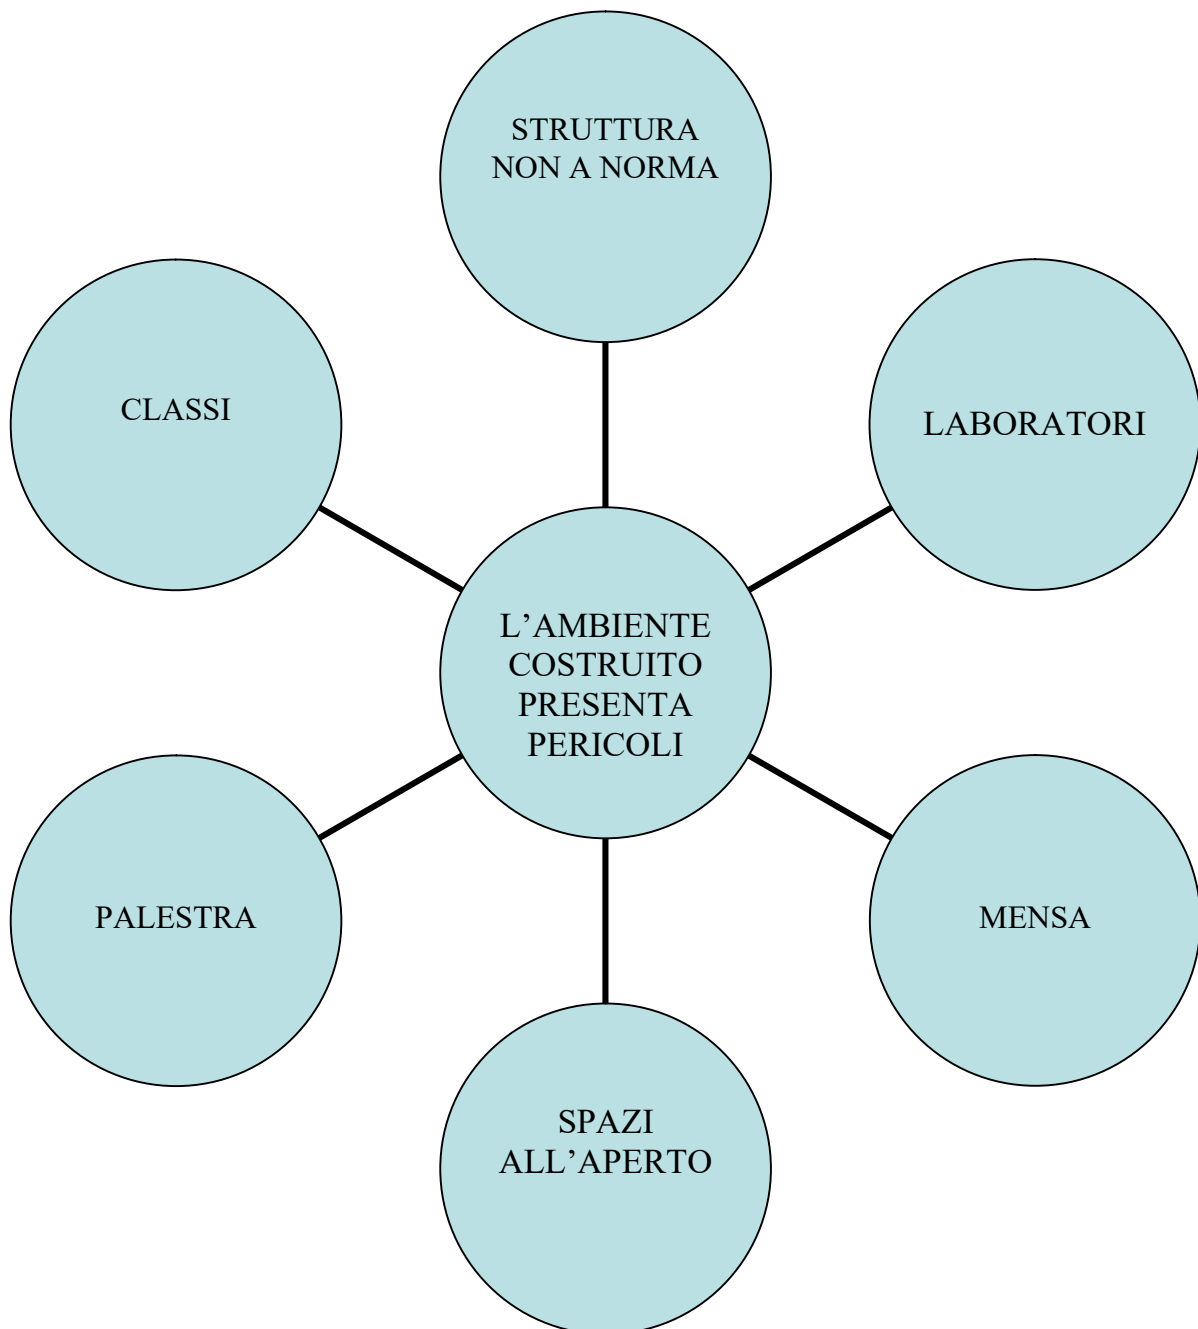 STRUTTURA
NON A NORMA
CLASSI
LABORATORI
L’AMBIENTE
COSTRUITO
PRESENTA
PERICOLI
PALESTRA
MENSA
SPAZI
ALL’APERTO